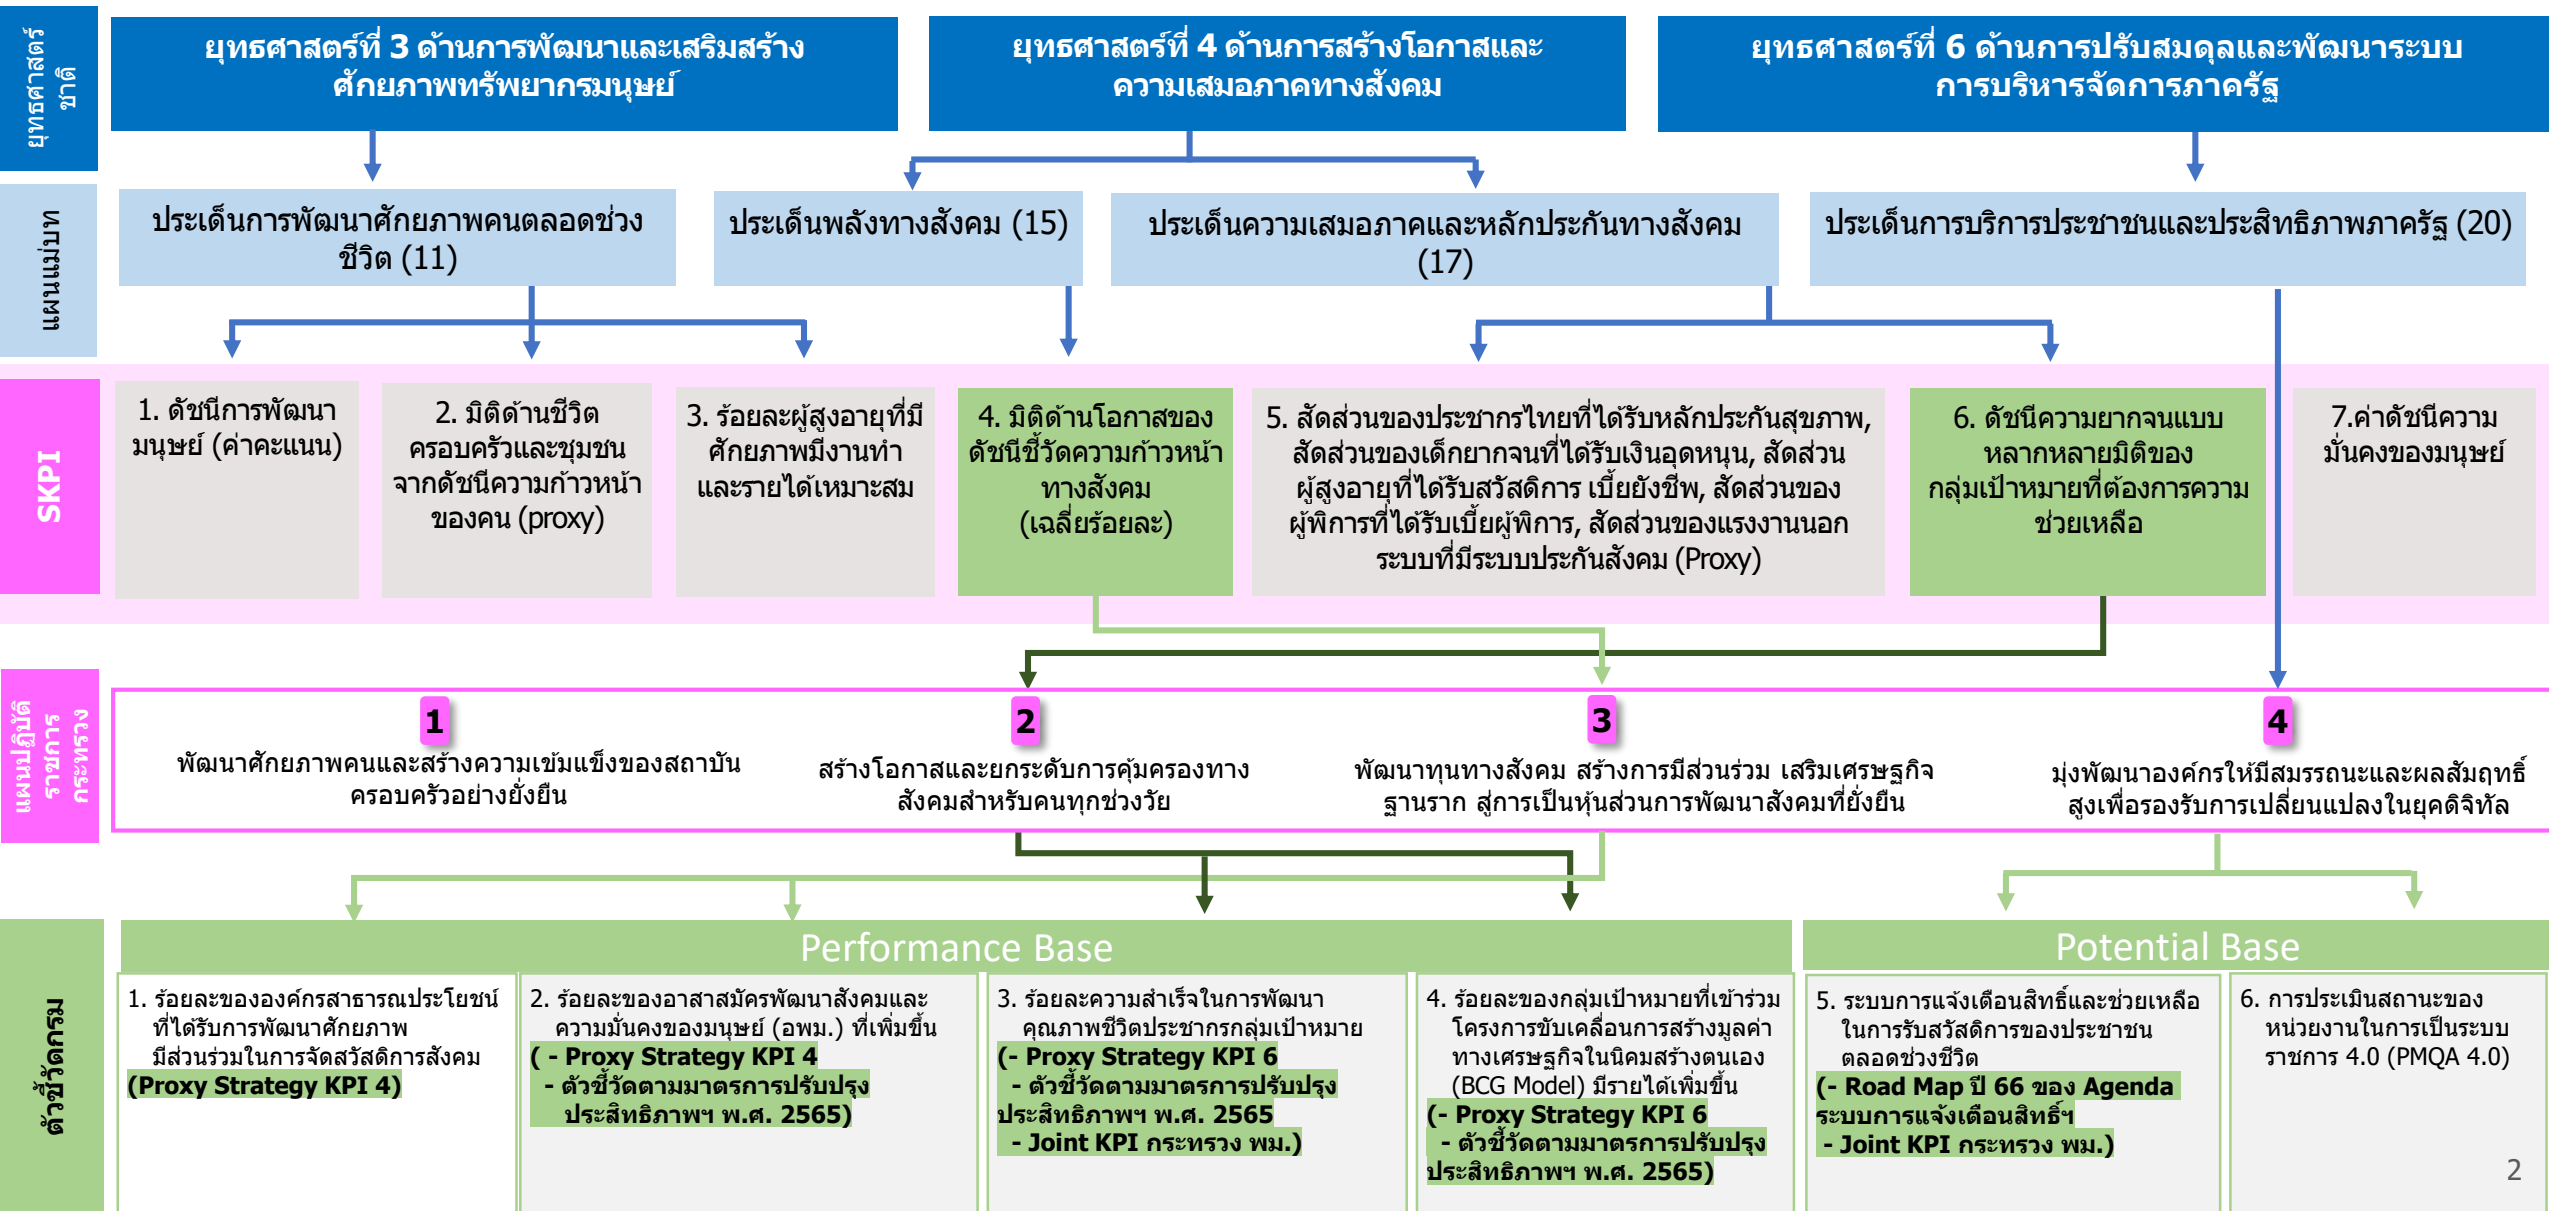 ยุทธศาสตร์
ชาติ
ยุทธศาสตร์ที่ 3 ด้านการพัฒนาและเสริมสร้าง
ศักยภาพทรัพยากรมนุษย์
ยุทธศาสตร์ที่ 4 ด้านการสร้างโอกาสและ
ความเสมอภาคทางสังคม
ยุทธศาสตร์ที่ 6 ด้านการปรับสมดุลและพัฒนาระบบ
การบริหารจัดการภาครัฐ
แผนแม่บท
ประเด็นการพัฒนาศักยภาพคนตลอดช่วง
ชีวิต (11)
ประเด็นพลังทางสังคม (15)
ประเด็นความเสมอภาคและหลักประกันทางสังคม
(17)
ประเด็นการบริการประชาชนและประสิทธิภาพภาครัฐ (20)
SKPI
1. ดัชนีการพัฒนา
มนุษย์ (ค่าคะแนน)
2. มิติด้านชีวิต
ครอบครัวและชุมชน
จากดัชนีความก้าวหน้า
ของคน (proxy)
3. ร้อยละผู้สูงอายุที่มี
ศักยภาพมีงานทำ
และรายได้เหมาะสม
4. มิติด้านโอกาสของ
ดัชนีชี้วัดความก้าวหน้า
ทางสังคม
(เฉลี่ยร้อยละ)
5. สัดส่วนของประชากรไทยที่ได้รับหลักประกันสุขภาพ,
สัดส่วนของเด็กยากจนที่ได้รับเงินอุดหนุน, สัดส่วน
ผู้สูงอายุที่ได้รับสวัสดิการ เบี้ยยังชีพ, สัดส่วนของ
ผู้พิการที่ได้รับเบี้ยผู้พิการ, สัดส่วนของแรงงานนอก
ระบบที่มีระบบประกันสังคม (Proxy)
6. ดัชนีความยากจนแบบ
หลากหลายมิติของ
กลุ่มเป้าหมายที่ต้องการความ
ช่วยเหลือ
7.ค่าดัชนีความ
มั่นคงของมนุษย์
แผนปฏิบัติ
ราชการ
กระทรวง
1
พัฒนาศักยภาพคนและสร้างความเข้มแข็งของสถาบัน
ครอบครัวอย่างยั่งยืน
2
สร้างโอกาสและยกระดับการคุ้มครองทาง
สังคมสำหรับคนทุกช่วงวัย
3
พัฒนาทุนทางสังคม สร้างการมีส่วนร่วม เสริมเศรษฐกิจ
ฐานราก สู่การเป็นหุ้นส่วนการพัฒนาสังคมที่ยั่งยืน
4
มุ่งพัฒนาองค์กรให้มีสมรรถนะและผลสัมฤทธิ์
สูงเพื่อรองรับการเปลี่ยนแปลงในยุคดิจิทัล
ตัวชี้วัดกรม
Performance Base
Potential Base
1. ร้อยละขององค์กรสาธารณประโยชน์
ที่ได้รับการพัฒนาศักยภาพ
มีส่วนร่วมในการจัดสวัสดิการสังคม
(Proxy Strategy KPI 4)
2. ร้อยละของอาสาสมัครพัฒนาสังคมและ
ความมั่นคงของมนุษย์ (อพม.) ที่เพิ่มขึ้น
( - Proxy Strategy KPI 4
- ตัวชี้วัดตามมาตรการปรับปรุง
ประสิทธิภาพฯ พ.ศ. 2565)
3. ร้อยละความสำเร็จในการพัฒนา
คุณภาพชีวิตประชากรกลุ่มเป้าหมาย
(- Proxy Strategy KPI 6
- ตัวชี้วัดตามมาตรการปรับปรุง
ประสิทธิภาพฯ พ.ศ. 2565
- Joint KPI กระทรวง พม.)
4. ร้อยละของกลุ่มเป้าหมายที่เข้าร่วม
โครงการขับเคลื่อนการสร้างมูลค่า
ทางเศรษฐกิจในนิคมสร้างตนเอง
(BCG Model) มีรายได้เพิ่มขึ้น
(- Proxy Strategy KPI 6
- ตัวชี้วัดตามมาตรการปรับปรุง
ประสิทธิภาพฯ พ.ศ. 2565)
5. ระบบการแจ้งเตือนสิทธิ์และช่วยเหลือ
ในการรับสวัสดิการของประชาชน
ตลอดช่วงชีวิต
(- Road Map ปี 66 ของ Agenda
ระบบการแจ้งเตือนสิทธิ์ฯ
- Joint KPI กระทรวง พม.)
6. การประเมินสถานะของ
หน่วยงานในการเป็นระบบ
ราชการ 4.0 (PMQA 4.0)
2